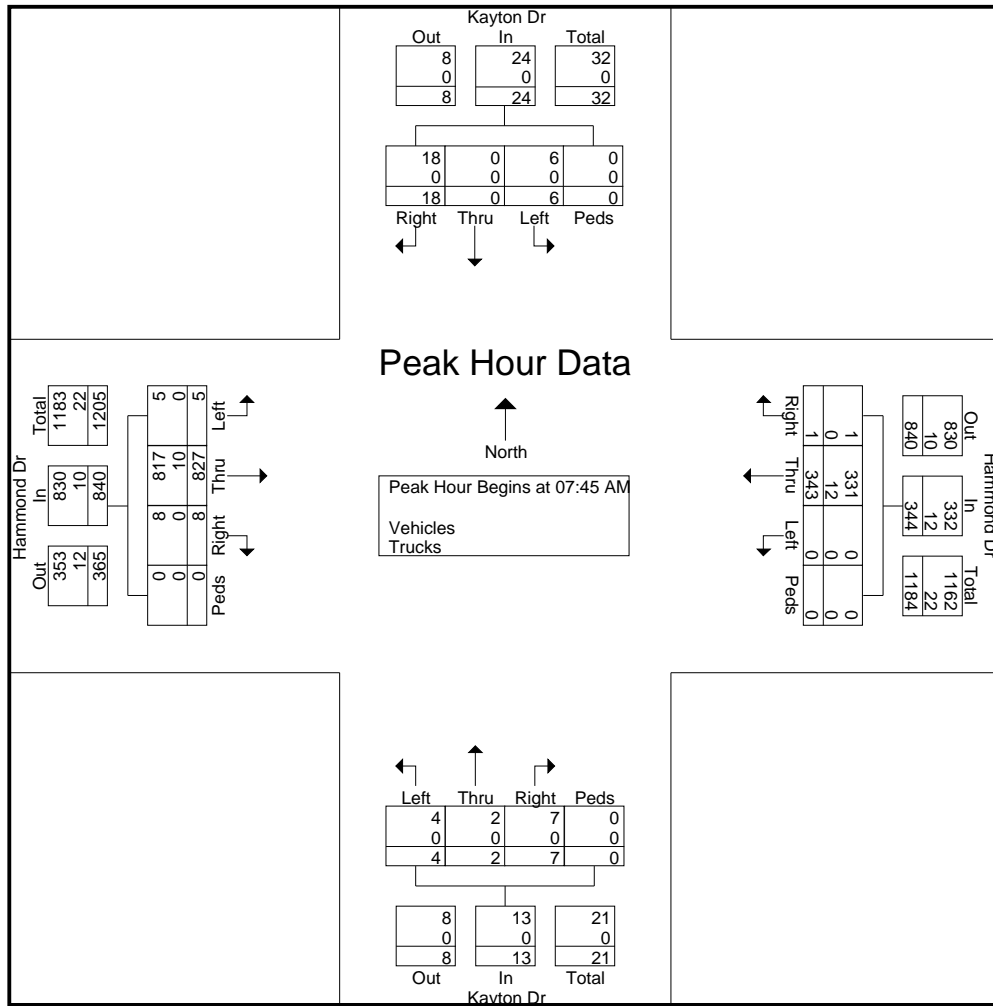 Kayton Dr
Out In Total
8 24 32
0 0 0
8 24 32
18 0 6 0
0 0 0 0
18 0 6 0
Right Thru Left Peds
Peak Hour Data
North
Peak Hour Begins at 07:45 AM
Vehicles
Trucks
Hammond Dr
Out In Total
353 830 1183
12 10 22
365 840 1205
Peds Right Thru Left
0 8 817 5
0 0 10 0
0 8 827 5
Hammond Dr
Out In Total
830 332 1162
10 12 22
840 344 1184
1 331 0 0
0 12 0 0
1 343 0 0
Right Thru Left Peds
Left Thru Right Peds
4 2 7 0
0 0 0 0
4 2 7 0
8 13 21
0 0 0
8 13 21
Out In Total
Kayton Dr